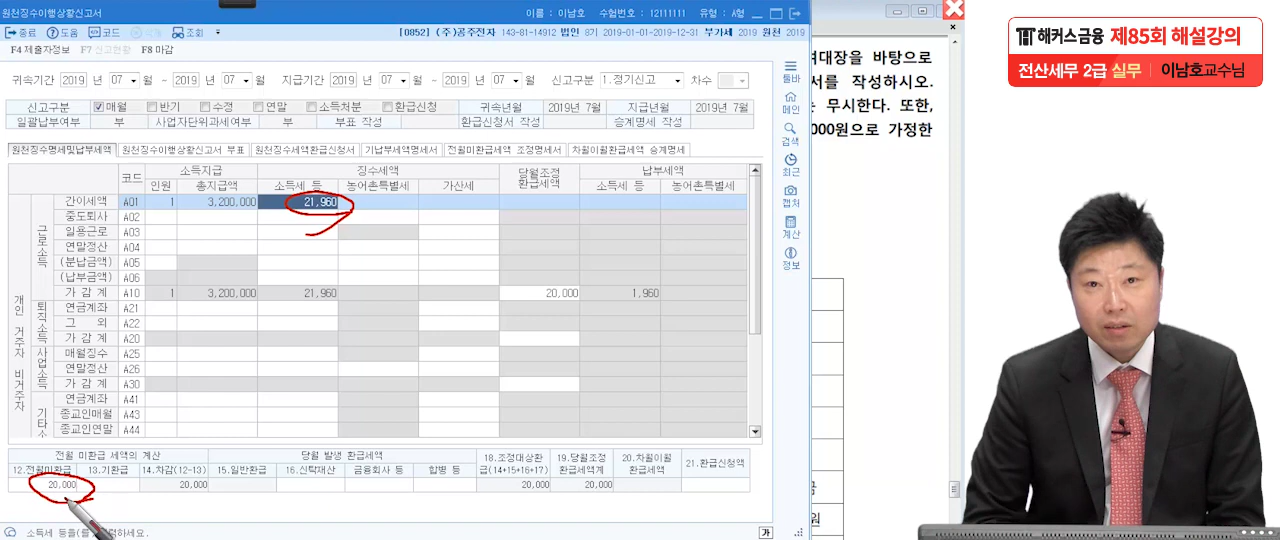 원천징수이행상황신고서
이름 : 이남호 수험번호 : 12111111 유형 : A형
종료 도움 코드 삭제 조회
[0852] (주)공주전자 143-81-14912 법인 8기 2019-01-01~2019-12-31 부가세 2019 원천 2019
F4 제출자정보 F7 신고현황 F8 마감
귀속기간 2019 년 07 월 ~ 2019 년 07 월 지급기간 2019 년 07 월 ~ 2019 년 07 월 신고구분 1.정기신고 차수
신고구분 매월 반기 수정 연말 소득처분 환급신청 귀속년월 2019년 7월 지급년월 2019년 7월
일괄납부여부 부 사업자단위과세여부 부 부표 작성 환급신청서 작성 승계명세 작성
원천징수명세및납부세액 원천징수이행상황신고서 부표 원천징수세액환급신청서 기납부세액명세서 전월미환급세액 조정명세서 차월이월환급세액 승계명세
코드 소득지급 징수세액 당월조정 환급세액 납부세액
인원 총지급액 소득세 등 농어촌특별세 가산세 소득세 등 농어촌특별세
개인 거주자 비거주자
근로소득
간이세액 A01 1 3,200,000 21,960
중도퇴사 A02
일용근로 A03
연말정산 A04
(분납금액) A05
(납부금액) A06
가 감 계 A10 1 3,200,000 21,960 20,000 1,960
퇴직소득
연금계좌 A21
그 외 A22
가 감 계 A20
사업소득
매월징수 A25
연말정산 A26
가 감 계 A30
기타소
연금계좌 A41
종교인매월 A43
종교인연말 A44
전월 미환급 세액의 계산 당월 발생 환급세액 18.조정대상환급(14+15+16+17) 19.당월조정 환급세액계 20.차월이월 환급세액 21.환급신청액
12.전월미환급 13.기환급 14.차감(12-13) 15.일반환급 16.신탁재산 금융회사 등 합병 등
20,000 20,000 20,000 20,000
소득세 등을(를) 입력하세요.
가
툴바
메인
검색
최근
캡처
계산
정보
여대장을 바탕으로
서를 작성하시오.
는 무시한다. 또한,
000원으로 가정한
금
원
해커스금융 제85회 해설강의
전산세무 2급 실무 이남호교수님